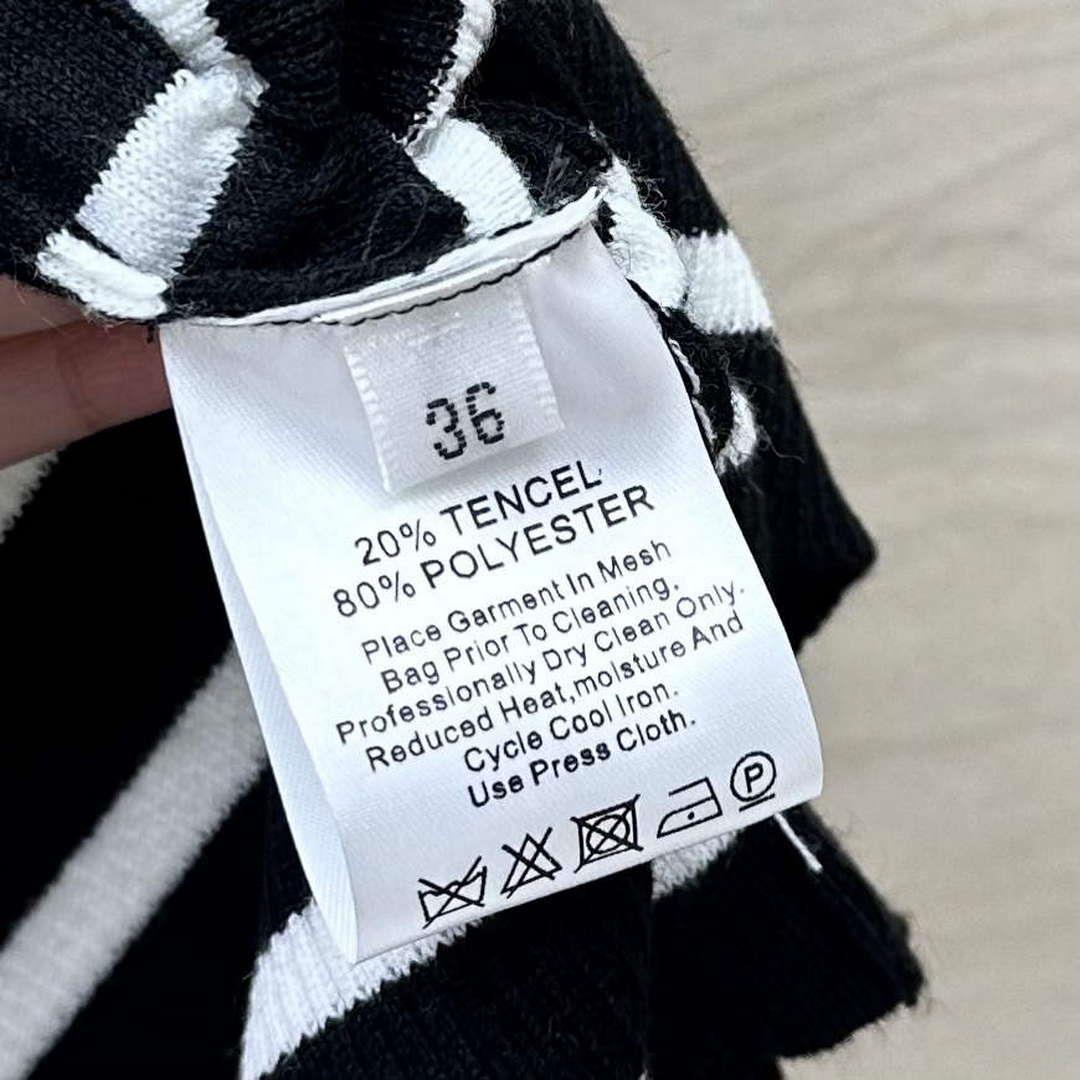 36
20% TENCEL
80% POLYESTER
Place Garment In Mesh
Bag Prior To Cleaning.
Professionally Dry Clean Only.
Reduced Heat,moisture And
Cycle Cool Iron.
Use Press Cloth.
P